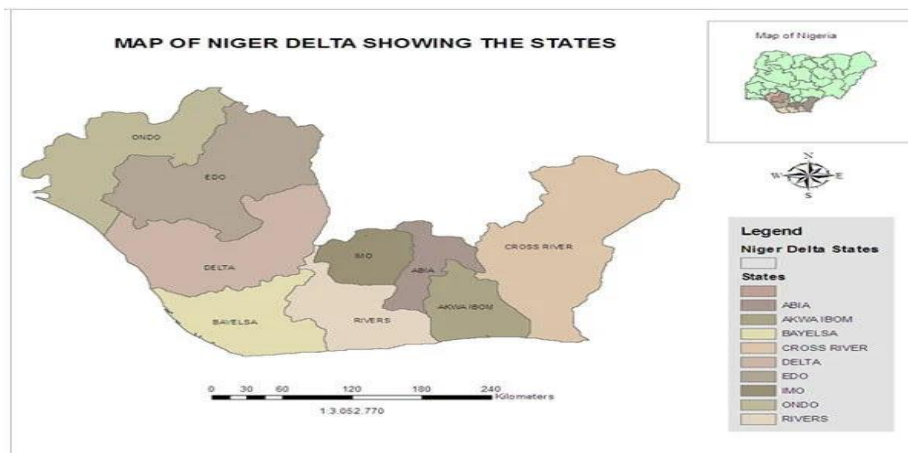 MAP OF NIGER DELTA SHOWING THE STATES
Map of Nigeria
N
W E
S
ONDO
EDO
DELTA
BAYELSA
IMO
ABIA
RIVERS
AKWA IBOM
CROSS RIVER
Legend
Niger Delta States
States
ABIA
AKWA IBOM
BAYELSA
CROSS RIVER
DELTA
EDO
IMO
ONDO
RIVERS
0 30 60 120 180 240
Kilometers
1:3,052,770